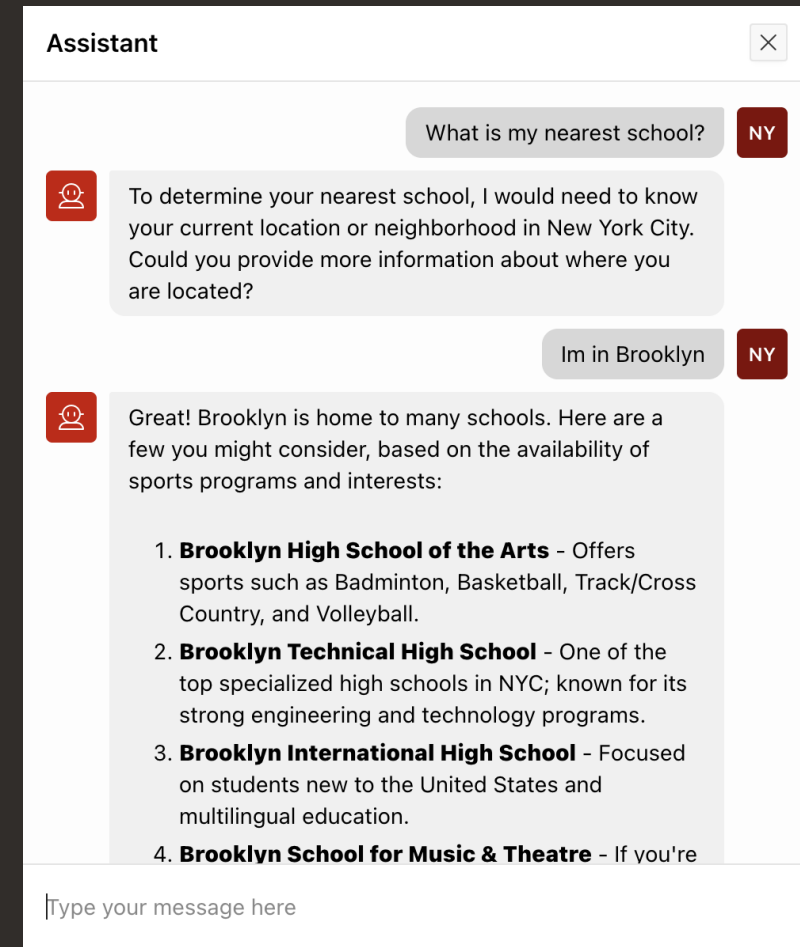 Assistant
What is my nearest school?
NY
To determine your nearest school, I would need to know
your current location or neighborhood in New York City.
Could you provide more information about where you
are located?
Im in Brooklyn
NY
Great! Brooklyn is home to many schools. Here are a
few you might consider, based on the availability of
sports programs and interests:
1. Brooklyn High School of the Arts - Offers
sports such as Badminton, Basketball, Track/Cross
Country, and Volleyball.
2. Brooklyn Technical High School - One of the
top specialized high schools in NYC; known for its
strong engineering and technology programs.
3. Brooklyn International High School - Focused
on students new to the United States and
multilingual education.
4. Brooklyn School for Music & Theatre - If you're
Type your message here